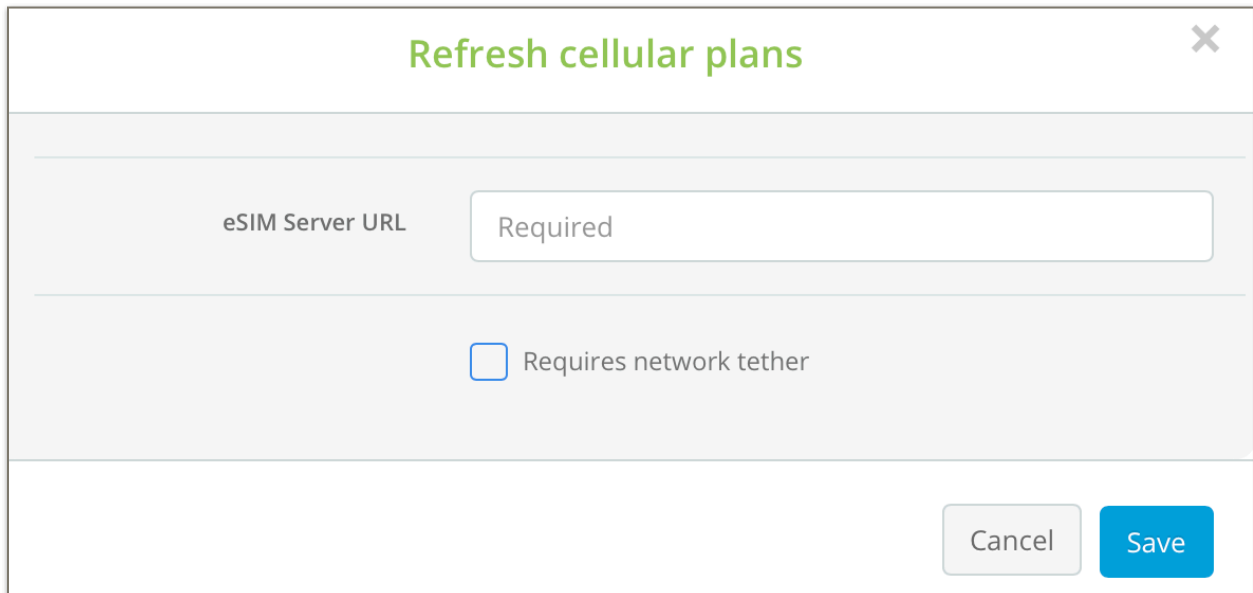 Refresh cellular plans
eSIM Server URL
Required
Requires network tether
Cancel
Save